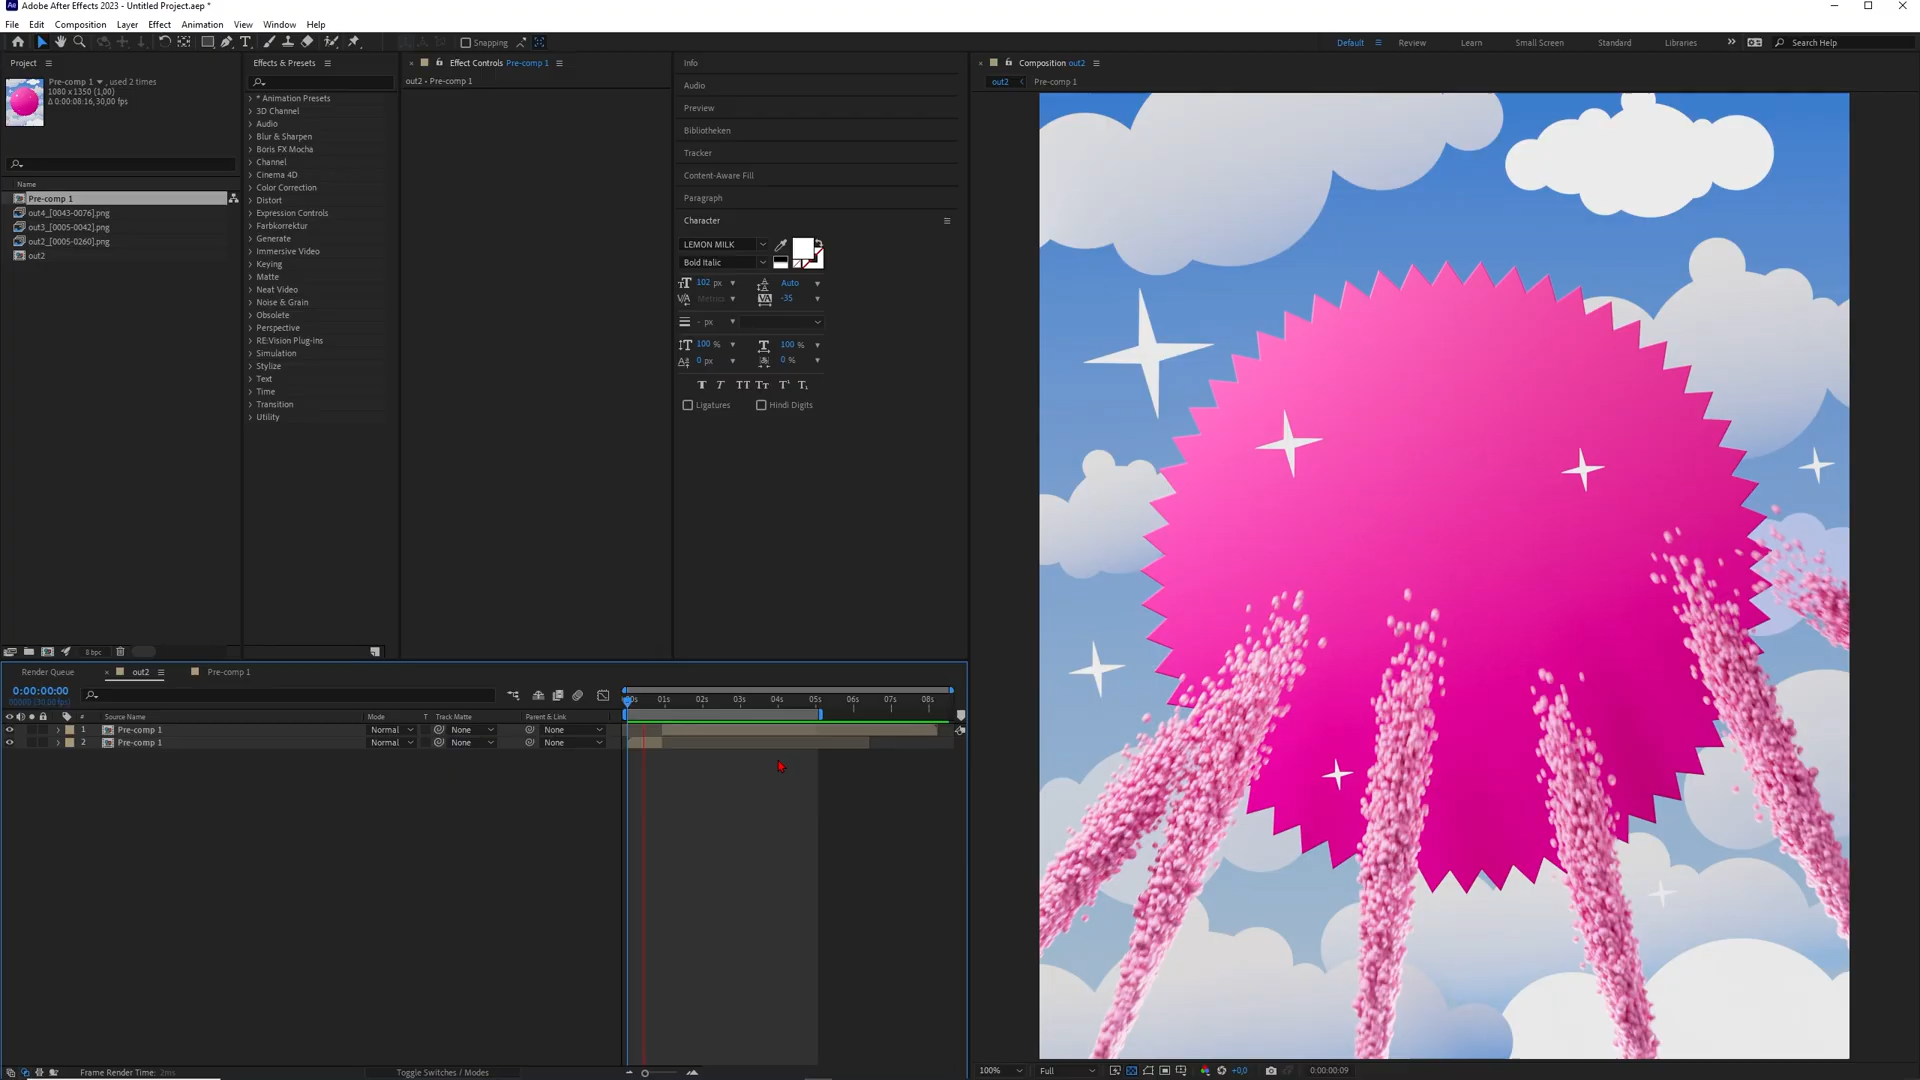 Adobe After Effects 2023 - Untitled Project.aep *
File Edit Composition Layer Effect Animation View Window Help
Snapping
Default Review Learn Small Screen Standard Libraries Search Help
Project
Pre-comp 1 , used 2 times
1080 x 1350 (1,00)
Δ 0:00:08:16, 30,00 fps
Name
Pre-comp 1
out4_[0043-0076].png
out3_[0005-0042].png
out2_[0005-0260].png
out2
8 bpc
Effects & Presets
* Animation Presets
3D Channel
Audio
Blur & Sharpen
Boris FX Mocha
Channel
Cinema 4D
Color Correction
Distort
Expression Controls
Farbkorrektur
Generate
Immersive Video
Keying
Matte
Neat Video
Noise & Grain
Obsolete
Perspective
RE:Vision Plug-ins
Simulation
Stylize
Text
Time
Transition
Utility
Effect Controls Pre-comp 1
out2 • Pre-comp 1
Info
Audio
Preview
Bibliotheken
Tracker
Content-Aware Fill
Paragraph
Character
LEMON MILK
Bold Italic
102 px Auto
Metrics -35
- px
100 % 100 %
0 px 0 %
Ligatures Hindi Digits
Composition out2
out2 Pre-comp 1
Render Queue out2 Pre-comp 1
0:00:00:00
00000 (30.00 fps)
01s 02s 03s 04s 05s 06s 07s 08s
# Source Name Mode T Track Matte Parent & Link
1 Pre-comp 1 Normal None None
2 Pre-comp 1 Normal None None
Frame Render Time: 2ms
Toggle Switches / Modes
100% Full +0,0 0:00:00:09